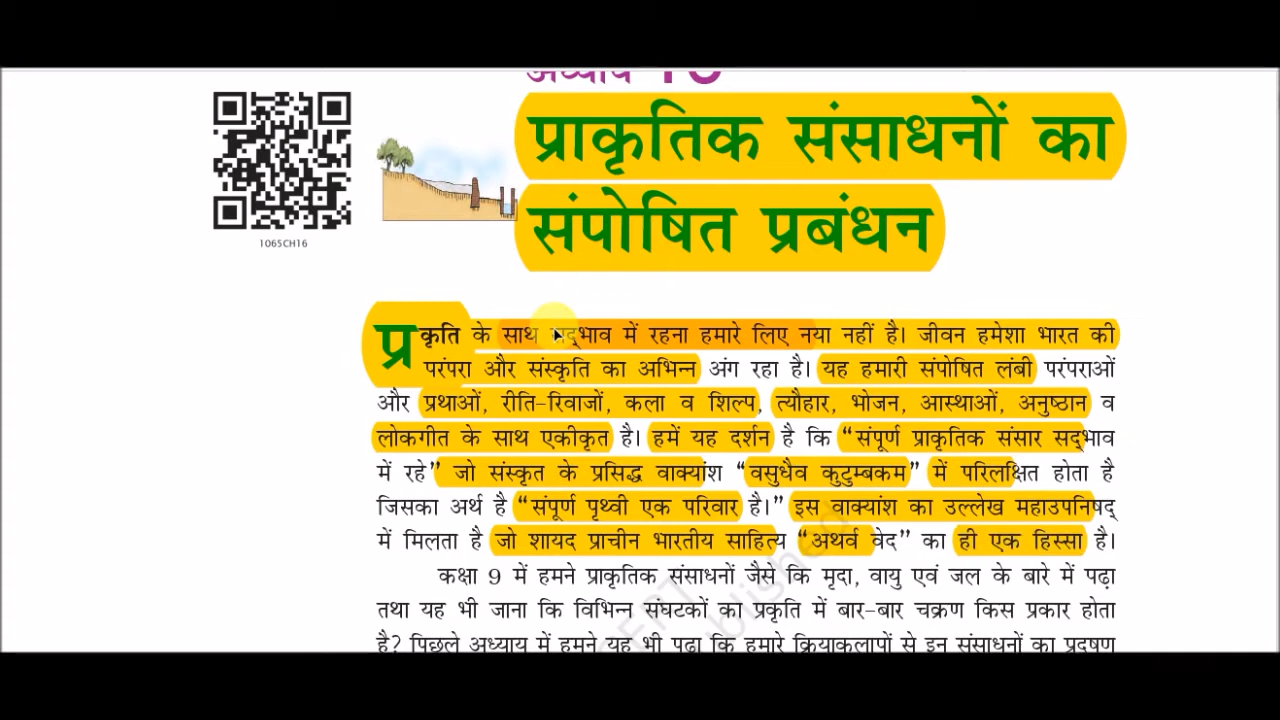 अध्याय 16
प्राकृतिक संसाधनों का
संपोषित प्रबंधन
1065CH16
प्रकृति के साथ सद्भाव में रहना हमारे लिए नया नहीं है। जीवन हमेशा भारत की
परंपरा और संस्कृति का अभिन्न अंग रहा है। यह हमारी संपोषित लंबी परंपराओं
और प्रथाओं, रीति-रिवाजों, कला व शिल्प, त्यौहार, भोजन, आस्थाओं, अनुष्ठान व
लोकगीत के साथ एकीकृत है। हमें यह दर्शन है कि “संपूर्ण प्राकृतिक संसार सद्भाव
में रहे” जो संस्कृत के प्रसिद्ध वाक्यांश “वसुधैव कुटुम्बकम” में परिलक्षित होता है
जिसका अर्थ है “संपूर्ण पृथ्वी एक परिवार है।” इस वाक्यांश का उल्लेख महाउपनिषद्
में मिलता है जो शायद प्राचीन भारतीय साहित्य “अथर्व वेद” का ही एक हिस्सा है।
कक्षा 9 में हमने प्राकृतिक संसाधनों जैसे कि मृदा, वायु एवं जल के बारे में पढ़ा
तथा यह भी जाना कि विभिन्न संघटकों का प्रकृति में बार-बार चक्रण किस प्रकार होता
है? पिछले अध्याय में हमने यह भी पढ़ा कि हमारे क्रियाकलापों से इन संसाधनों का प्रदूषण